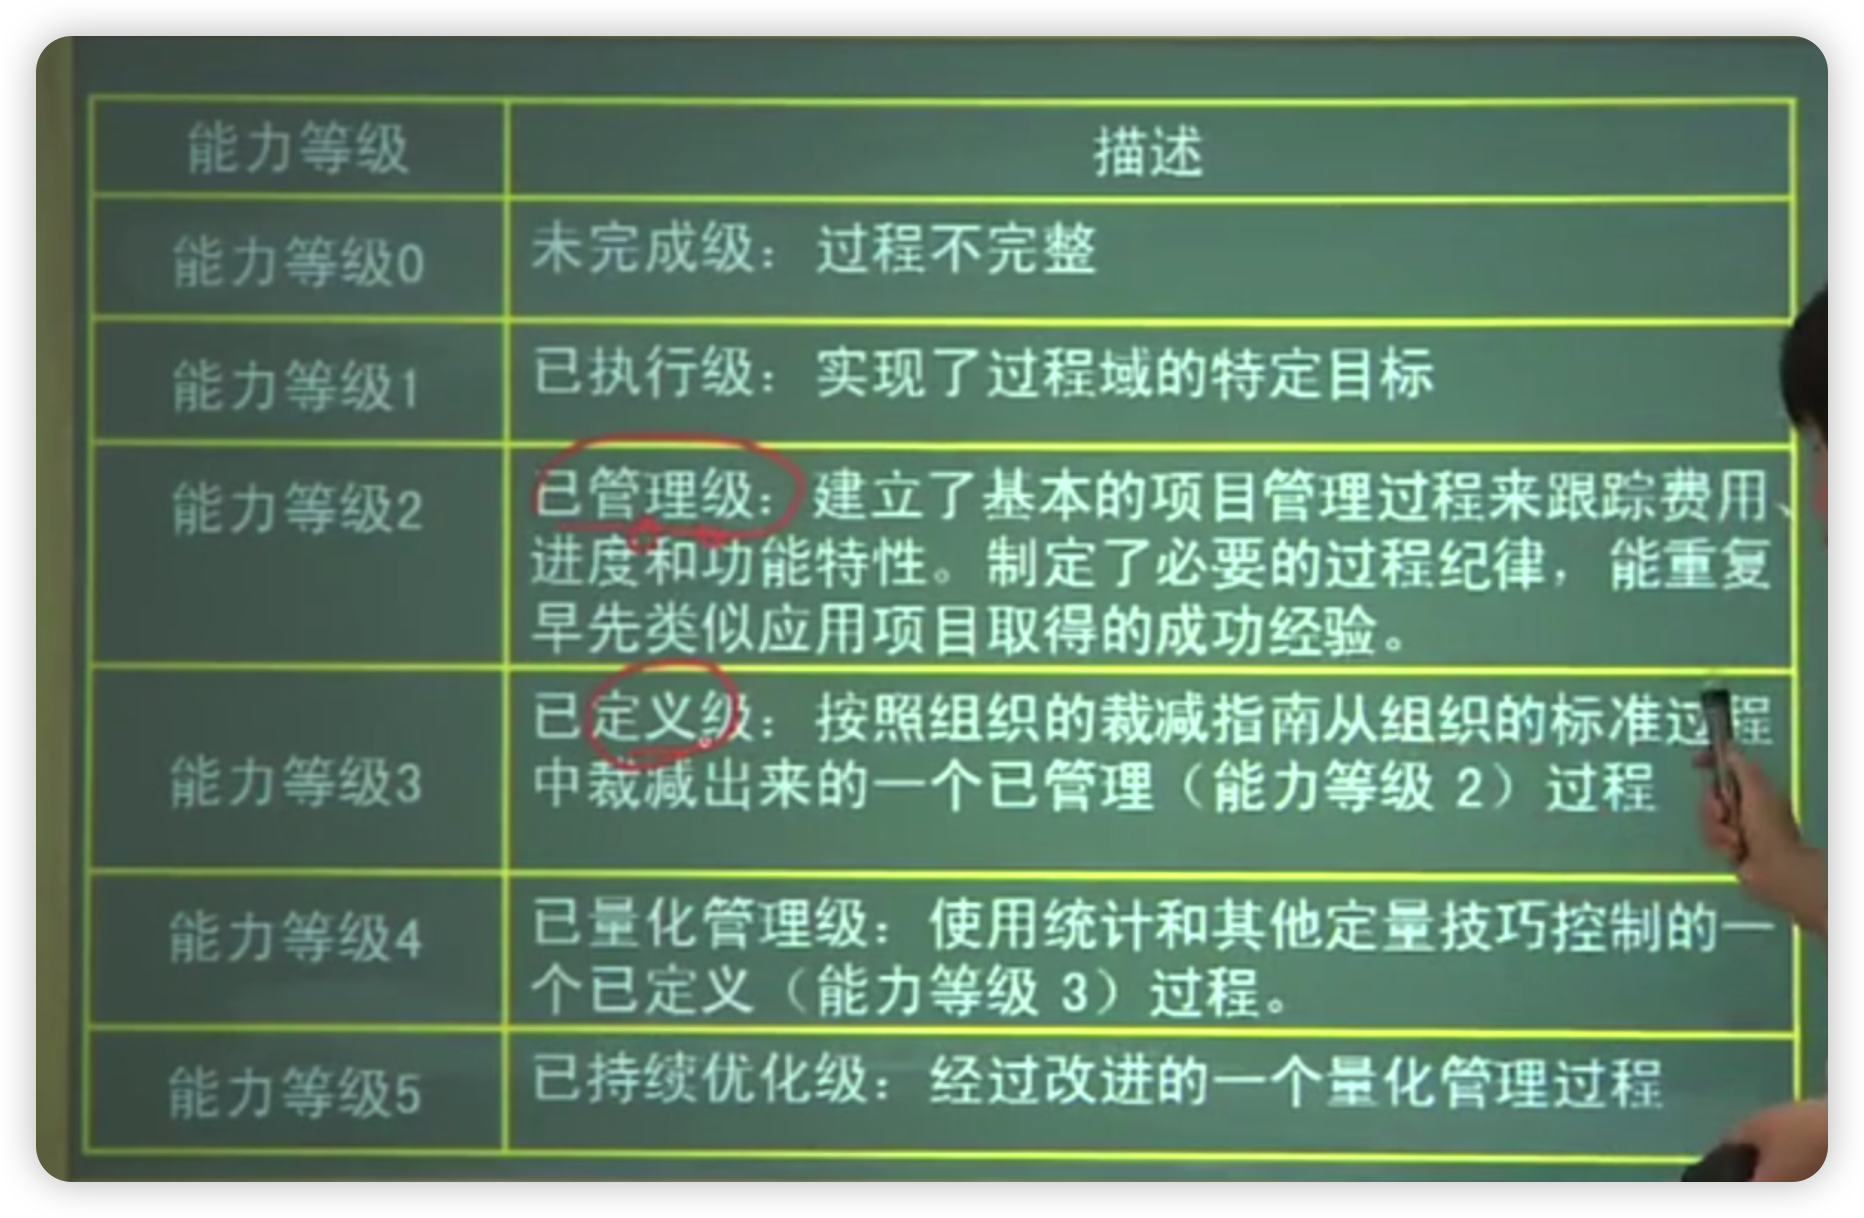 能力等级
描述
能力等级0
未完成级：过程不完整
能力等级1
已执行级：实现了过程域的特定目标
能力等级2
已管理级：建立了基本的项目管理过程来跟踪费用、
进度和功能特性。制定了必要的过程纪律，能重复
早先类似应用项目取得的成功经验。
能力等级3
已定义级：按照组织的裁减指南从组织的标准过程
中裁减出来的一个已管理（能力等级 2）过程
能力等级4
已量化管理级：使用统计和其他定量技巧控制的一
个已定义（能力等级 3）过程。
能力等级5
已持续优化级：经过改进的一个量化管理过程